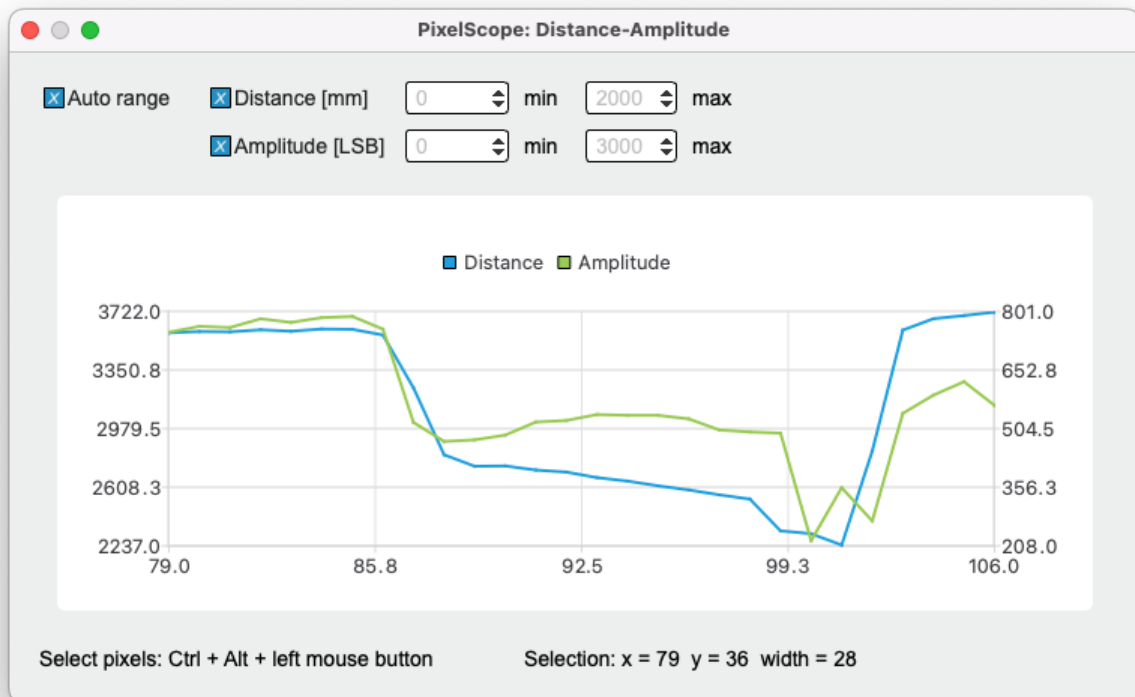 PixelScope: Distance-Amplitude
Auto range Distance [mm] 0 min 2000 max
Amplitude [LSB] 0 min 3000 max
Distance Amplitude
3722.0 801.0
3350.8 652.8
2979.5 504.5
2608.3 356.3
2237.0 208.0
79.0 85.8 92.5 99.3 106.0
Select pixels: Ctrl + Alt + left mouse button Selection: x = 79 y = 36 width = 28